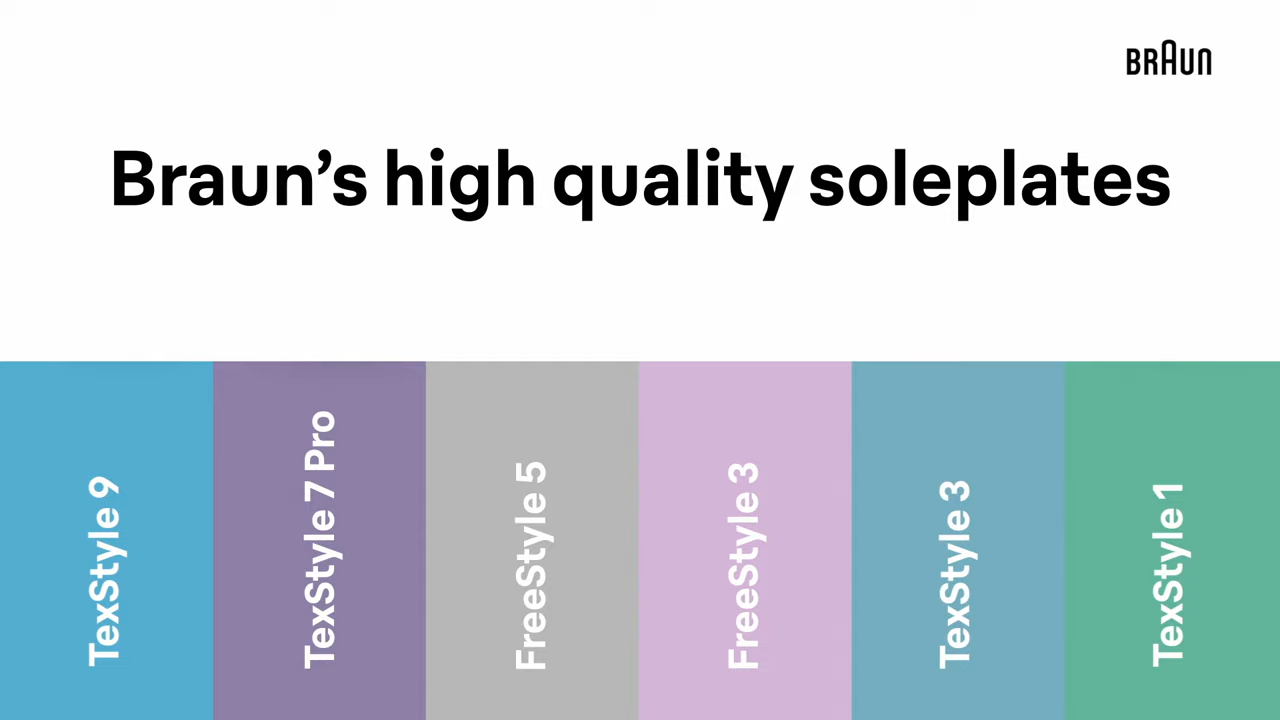 BRAUN
Braun’s high quality soleplates
TexStyle 9
TexStyle 7 Pro
FreeStyle 5
FreeStyle 3
TexStyle 3
TexStyle 1